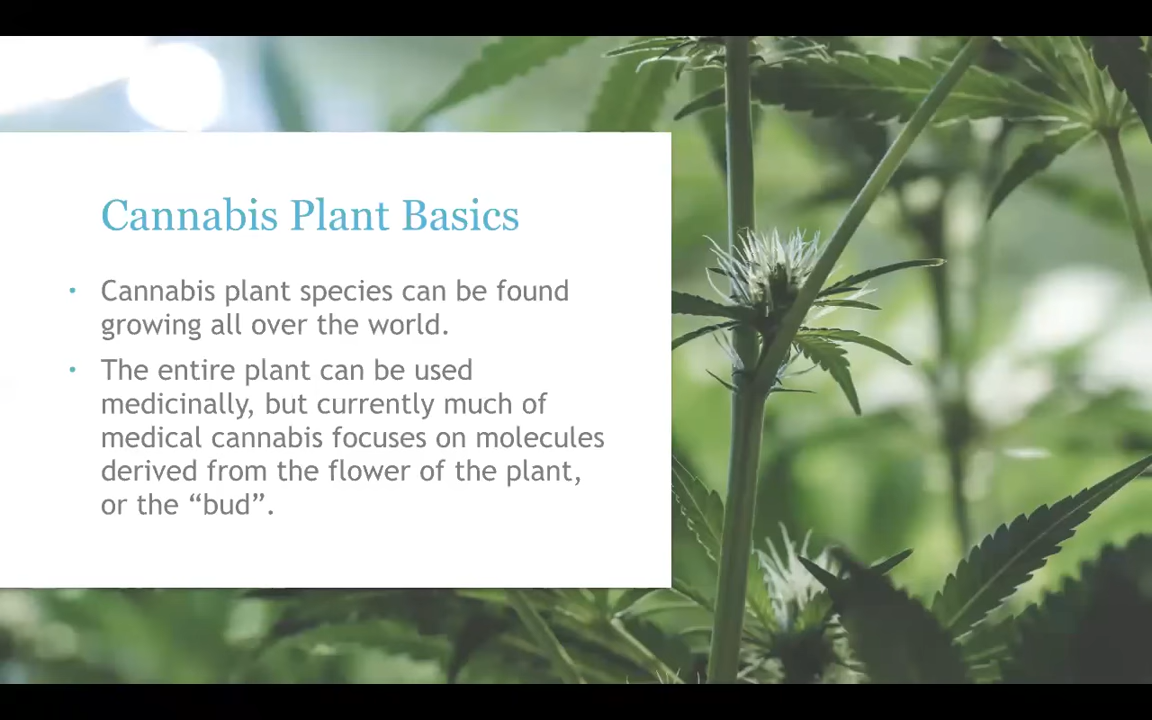 Cannabis Plant Basics
• Cannabis plant species can be found
growing all over the world.
• The entire plant can be used
medicinally, but currently much of
medical cannabis focuses on molecules
derived from the flower of the plant,
or the “bud”.